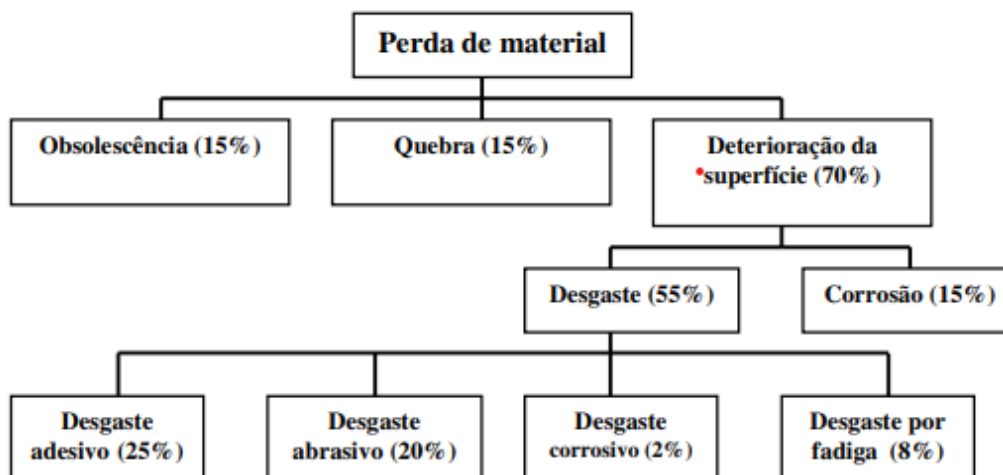 Perda de material
Obsolescência (15%)
Quebra (15%)
Deterioração da
superfície (70%)
Desgaste (55%)
Corrosão (15%)
Desgaste
adesivo (25%)
Desgaste
abrasivo (20%)
Desgaste
corrosivo (2%)
Desgaste por
fadiga (8%)